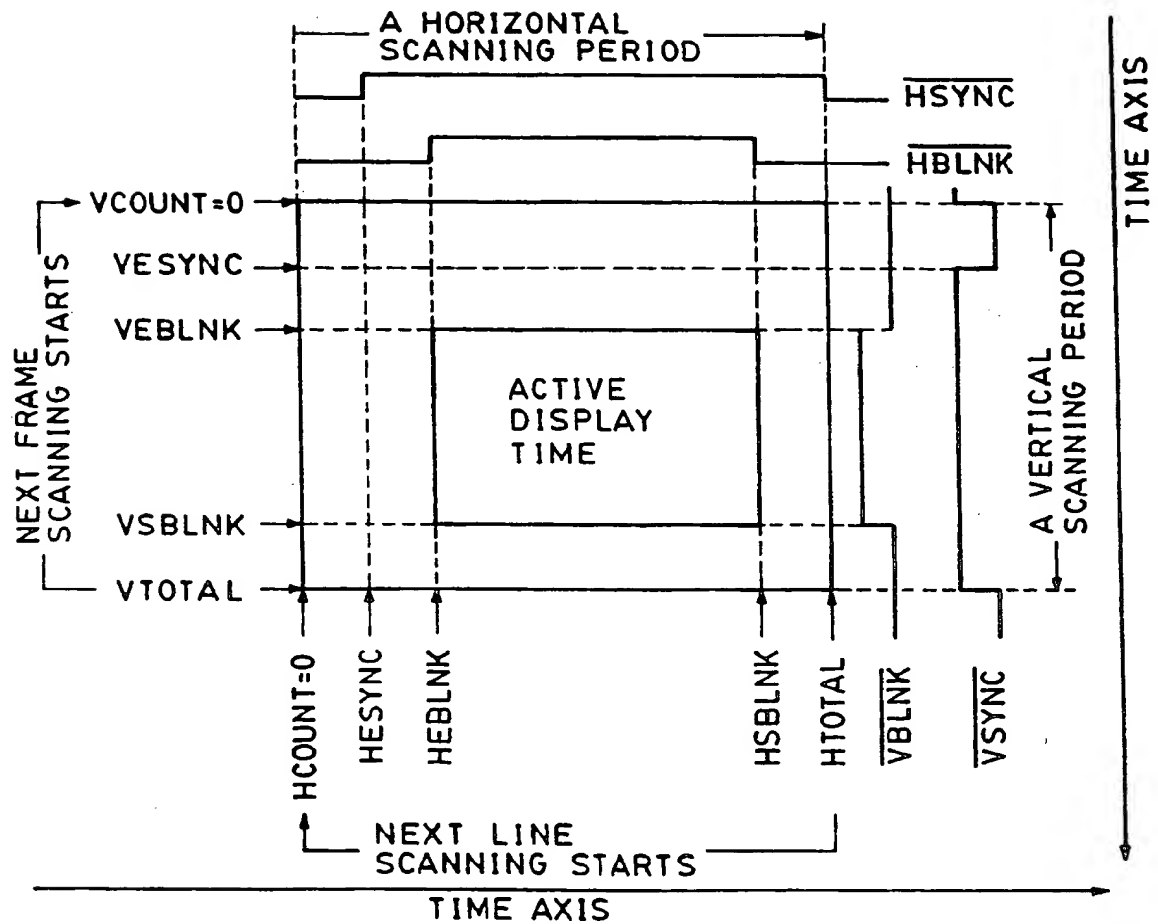 A HORIZONTAL
SCANNING PERIOD
HSYNC
HBLNK
TIME AXIS
VCOUNT=0
VESYNC
VEBLNK
VSBLNK
VTOTAL
NEXT FRAME
SCANNING STARTS
ACTIVE
DISPLAY
TIME
A VERTICAL
SCANNING PERIOD
HCOUNT=0
HESYNC
HEBLNK
HSBLNK
HTOTAL
VBLNK
VSYNC
NEXT LINE
SCANNING STARTS
TIME AXIS